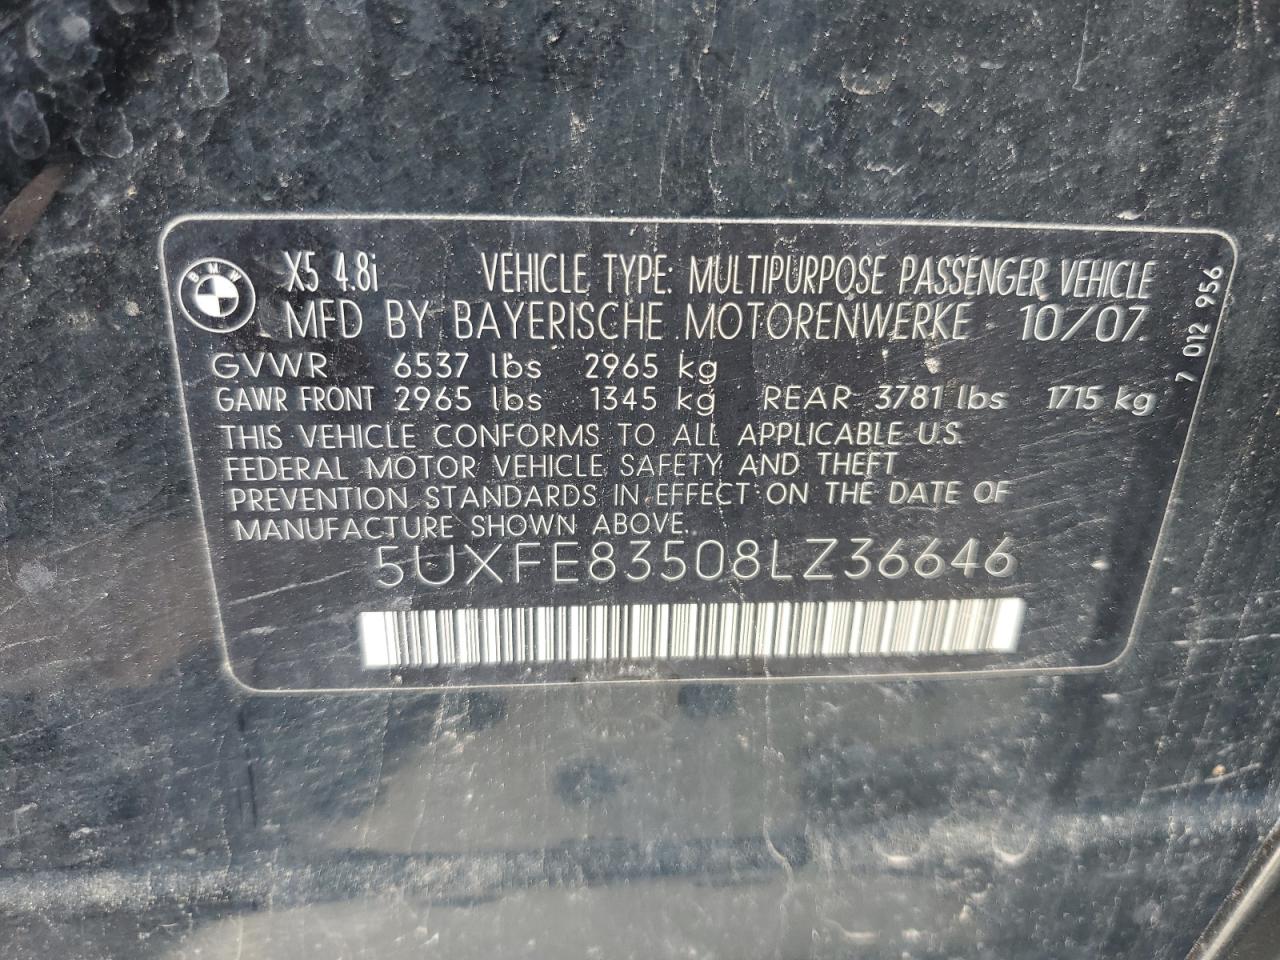 BMW
X5 4.8i VEHICLE TYPE: MULTIPURPOSE PASSENGER VEHICLE
MFD BY BAYERISCHE MOTORENWERKE 10/07
GVWR 6537 lbs 2965 kg
GAWR FRONT 2965 lbs 1345 kg REAR 3781 lbs 1715 kg
THIS VEHICLE CONFORMS TO ALL APPLICABLE U.S.
FEDERAL MOTOR VEHICLE SAFETY AND THEFT
PREVENTION STANDARDS IN EFFECT ON THE DATE OF
MANUFACTURE SHOWN ABOVE.
5UXFE83508LZ36646
7 012 956